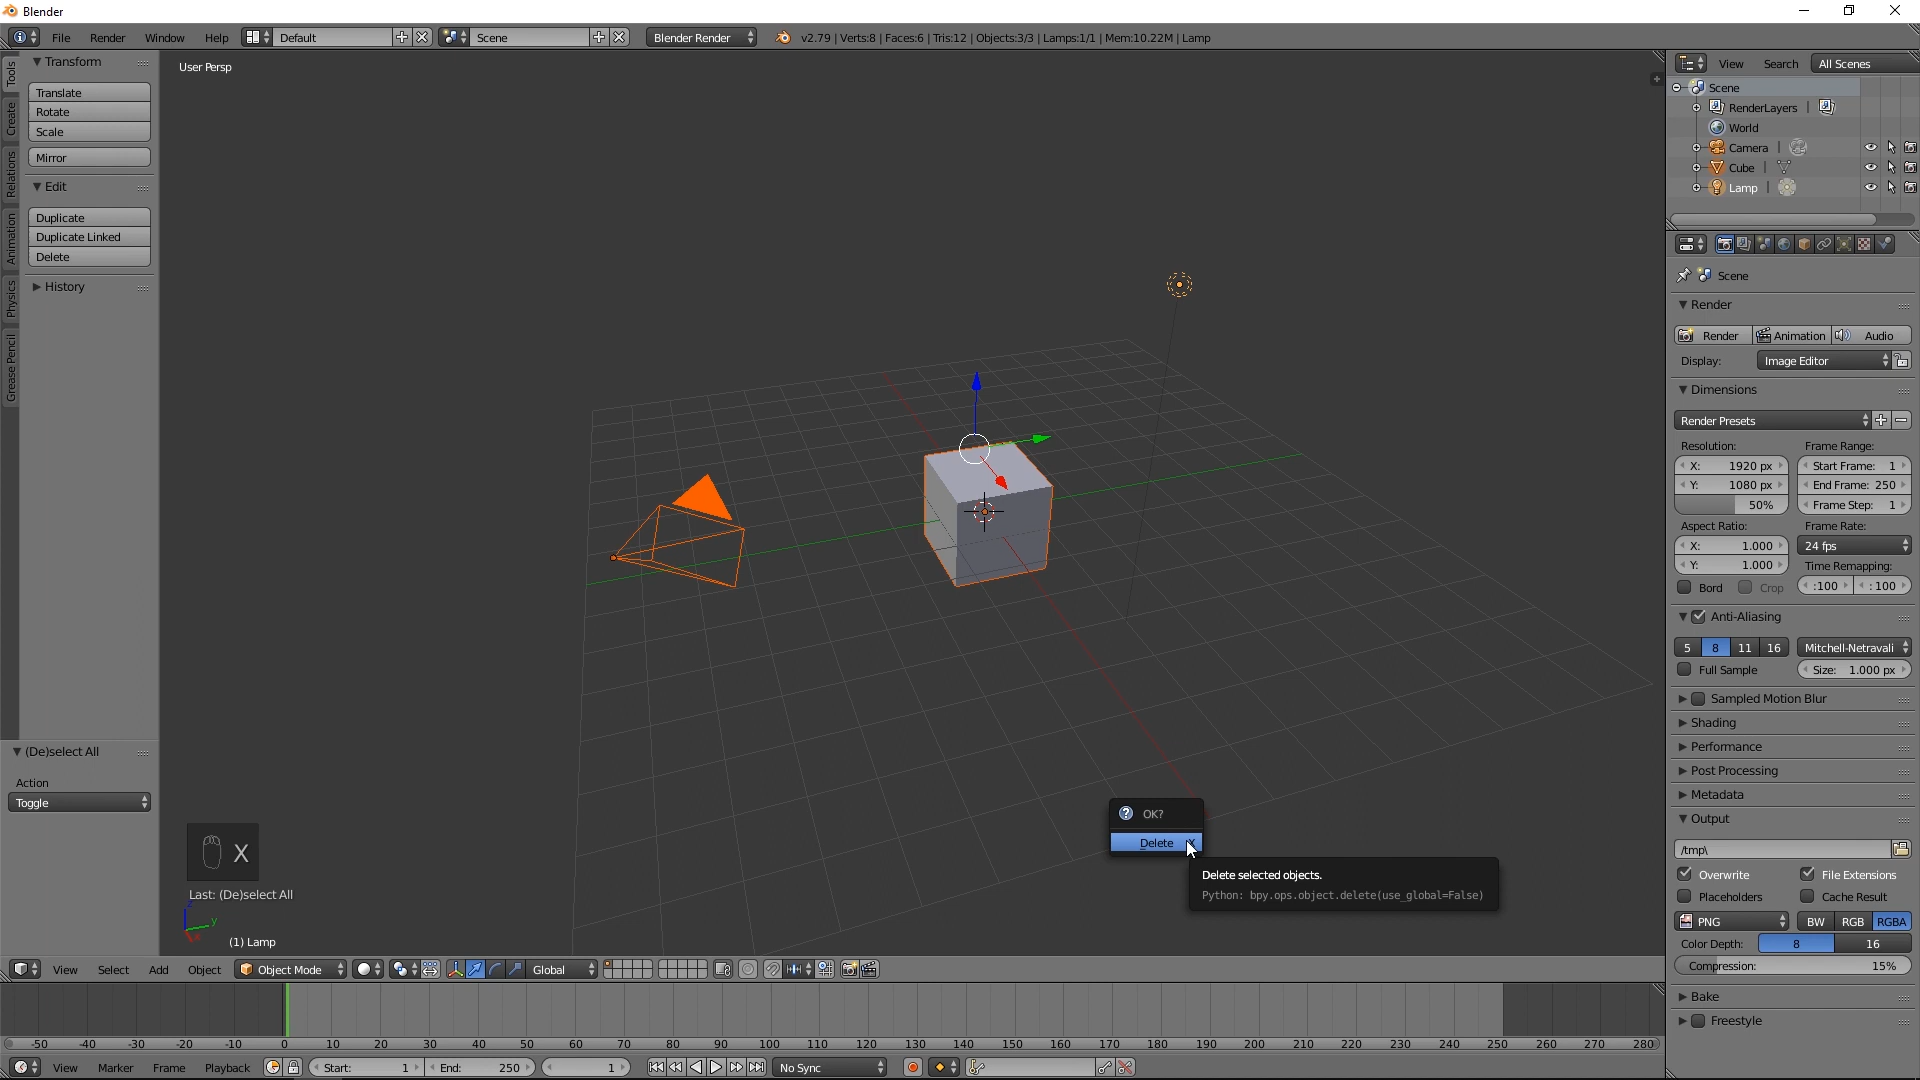 Blender
File Render Window Help Default Scene Blender Render v2.79 | Verts:8 | Faces:6 | Tris:12 | Objects:3/3 | Lamps:1/1 | Mem:10.22M | Lamp
Tools
Create
Relations
Animation
Physics
Grease Pencil
Transform
Translate
Rotate
Scale
Mirror
Edit
Duplicate
Duplicate Linked
Delete
History
(De)select All
Action
Toggle
User Persp
X
Last: (De)select All
z
y
x
(1) Lamp
OK?
Delete X
Delete selected objects.
Python: bpy.ops.object.delete(use_global=False)
View Select Add Object Object Mode Global
-50 -40 -30 -20 -10 0 10 20 30 40 50 60 70 80 90 100 110 120 130 140 150 160 170 180 190 200 210 220 230 240 250 260 270 280
View Marker Frame Playback Start: 1 End: 250 1 No Sync
View Search All Scenes
Scene
RenderLayers |
World
Camera |
Cube |
Lamp |
Scene
Render
Render Animation Audio
Display: Image Editor
Dimensions
Render Presets
Resolution: Frame Range:
X: 1920 px Start Frame: 1
Y: 1080 px End Frame: 250
50% Frame Step: 1
Aspect Ratio: Frame Rate:
X: 1.000 24 fps
Y: 1.000 Time Remapping:
Bord Crop :100 : 100
Anti-Aliasing
5 8 11 16 Mitchell-Netravali
Full Sample Size: 1.000 px
Sampled Motion Blur
Shading
Performance
Post Processing
Metadata
Output
/tmp\
Overwrite File Extensions
Placeholders Cache Result
PNG BW RGB RGBA
Color Depth: 8 16
Compression: 15%
Bake
Freestyle